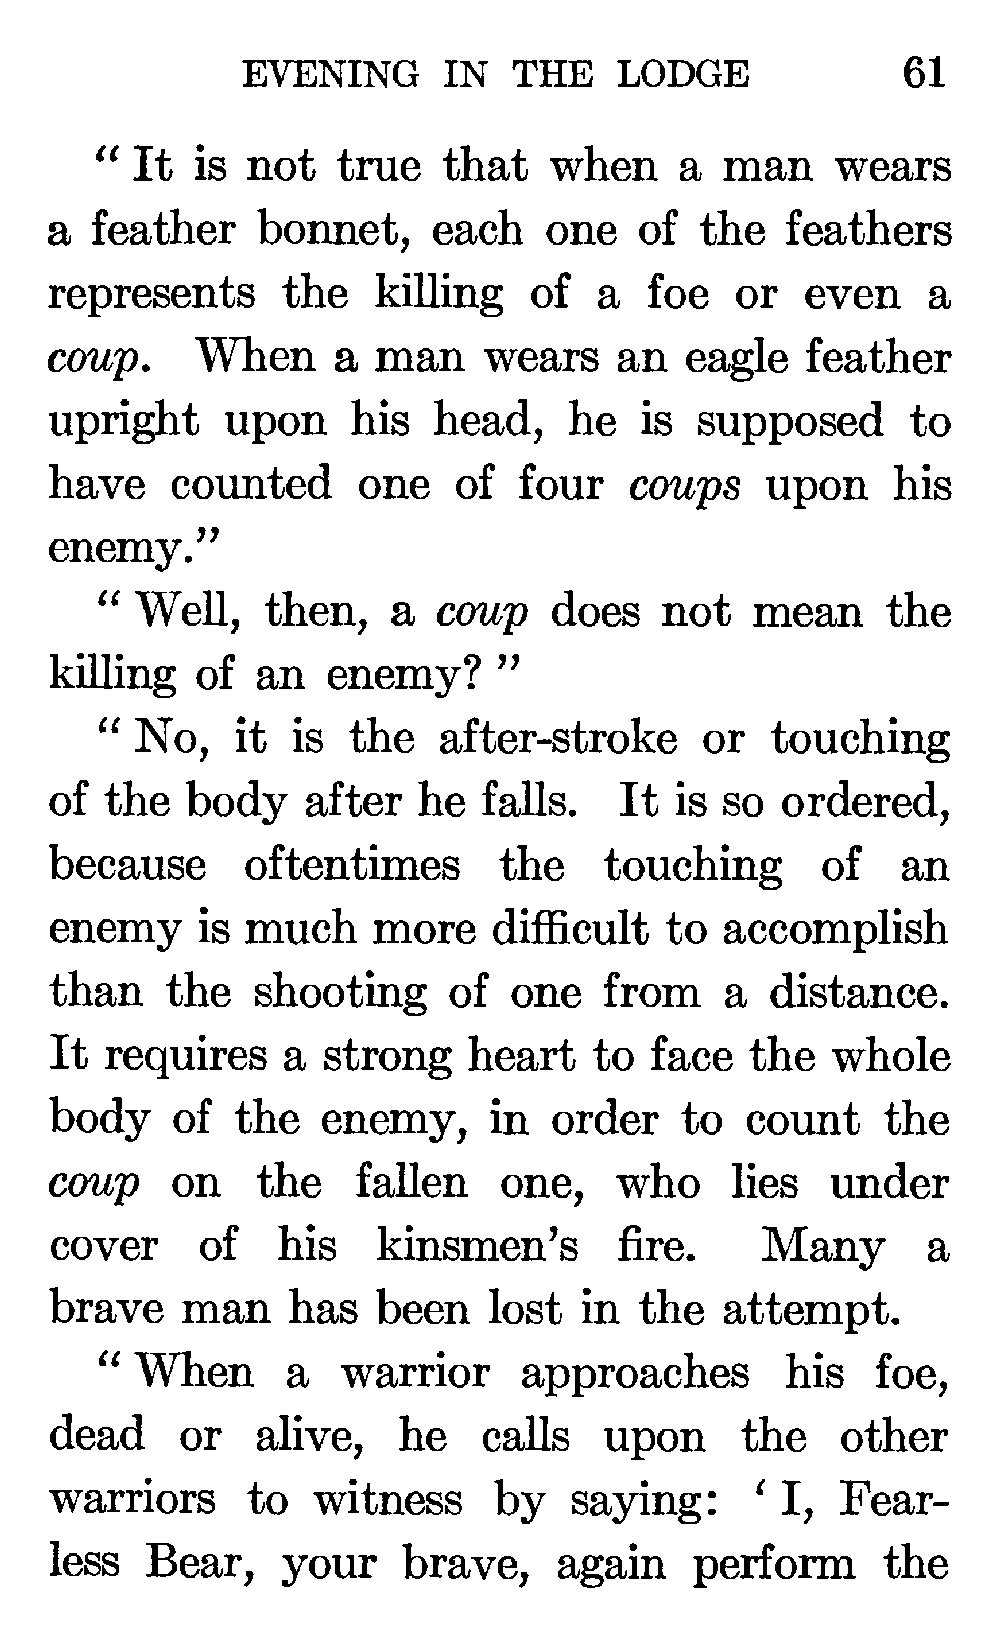 EVENING IN THE LODGE 61
“ It is not true that when a man wears
a feather bonnet, each one of the feathers
represents the killing of a foe or even a
coup. When a man wears an eagle feather
upright upon his head, he is supposed to
have counted one of four coups upon his
enemy.”
“ Well, then, a coup does not mean the
killing of an enemy? ”
“ No, it is the after-stroke or touching
of the body after he falls. It is so ordered,
because oftentimes the touching of an
enemy is much more difficult to accomplish
than the shooting of one from a distance.
It requires a strong heart to face the whole
body of the enemy, in order to count the
coup on the fallen one, who lies under
cover of his kinsmen’s fire. Many a
brave man has been lost in the attempt.
“ When a warrior approaches his foe,
dead or alive, he calls upon the other
warriors to witness by saying: ‘ I, Fear-
less Bear, your brave, again perform the